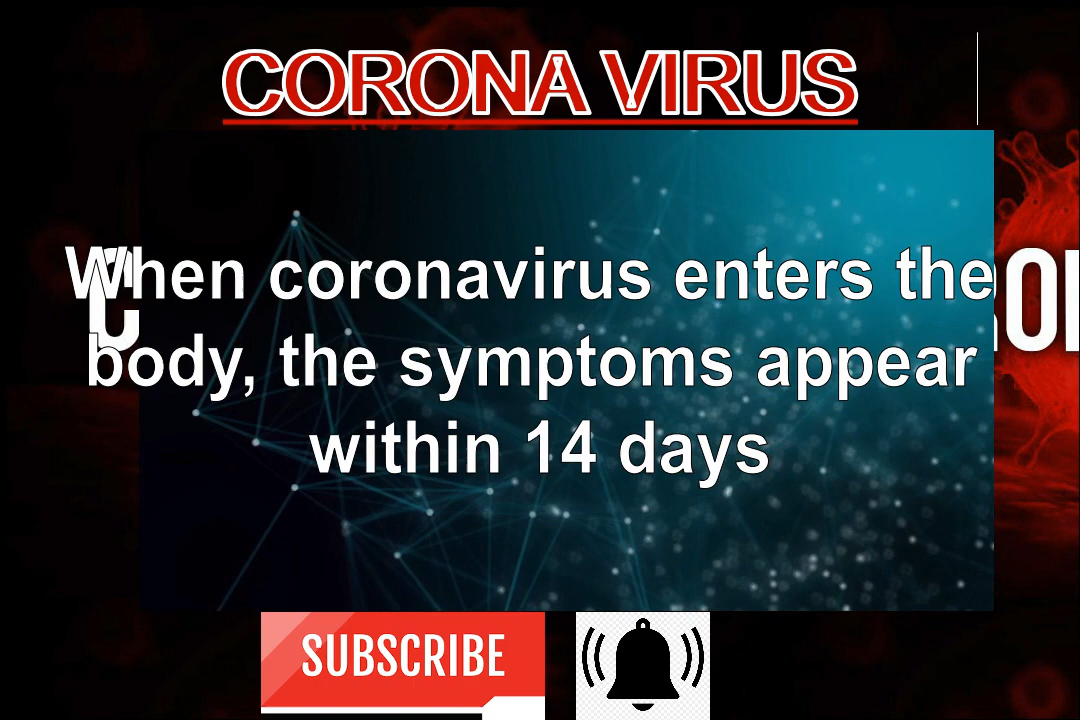 CORONA VIRUS
When coronavirus enters the
body, the symptoms appear
within 14 days
SUBSCRIBE